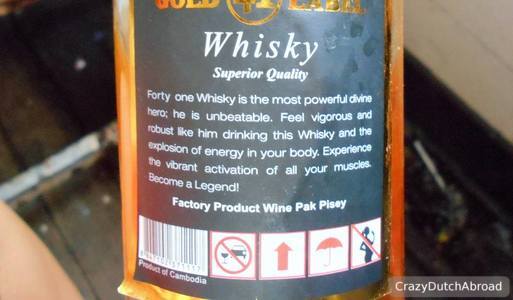 GOLD 41 LABEL
Whisky
Superior Quality
Forty one Whisky is the most powerful divine
hero; he is unbeatable. Feel vigorous and
robust like him drinking this Whisky and the
explosion of energy in your body. Experience
the vibrant activation of all your muscles.
Become a Legend!
Factory Product Wine Pak Pisey
Product of Cambodia
CrazyDutchAbroad